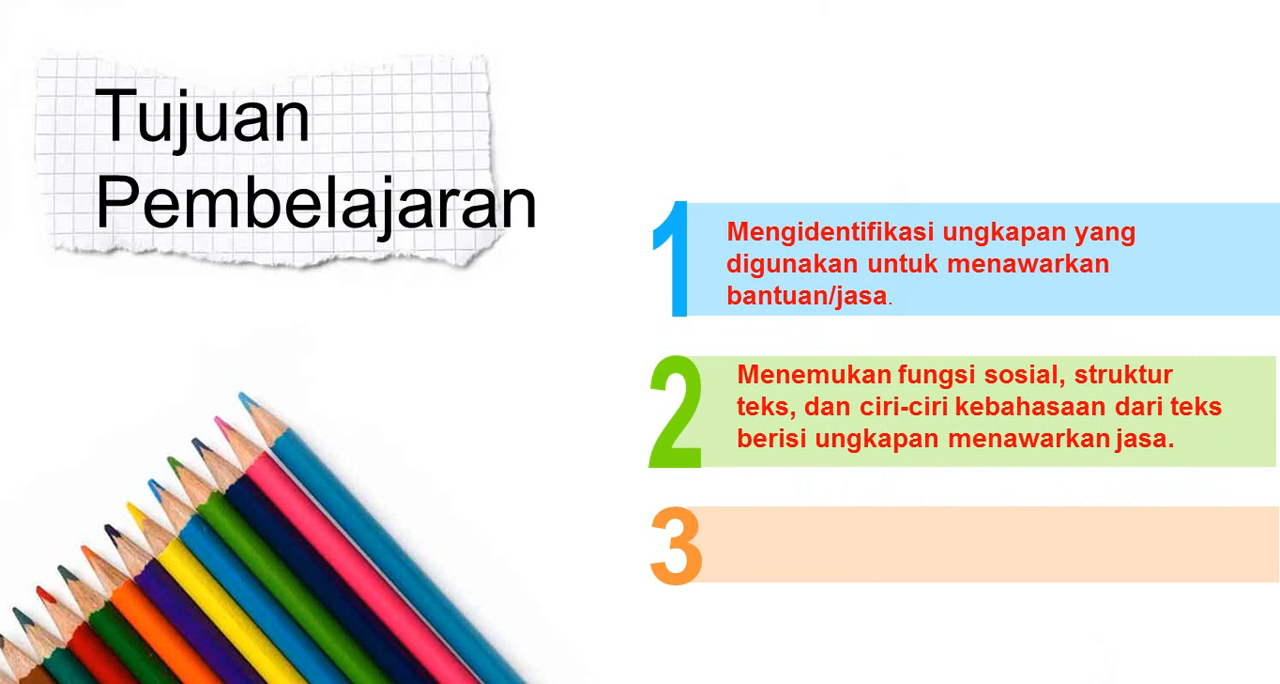 Tujuan
Pembelajaran
1
Mengidentifikasi ungkapan yang
digunakan untuk menawarkan
bantuan/jasa.
2
Menemukan fungsi sosial, struktur
teks, dan ciri-ciri kebahasaan dari teks
berisi ungkapan menawarkan jasa.
3